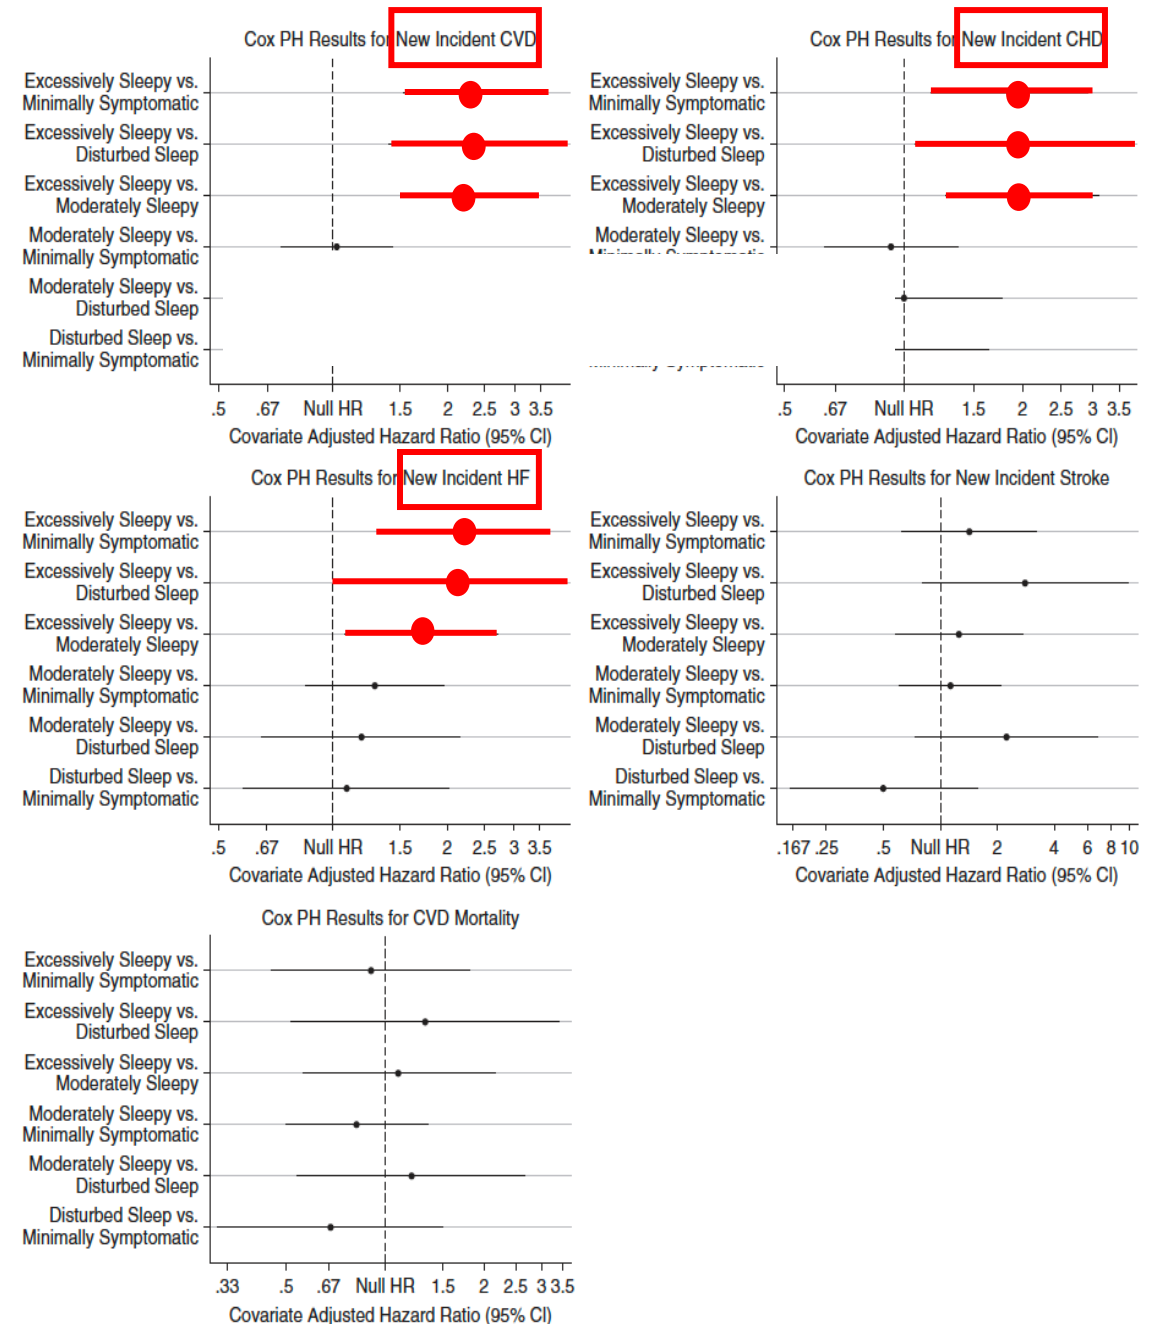 Cox PH Results for New Incident CVD
Excessively Sleepy vs.
Minimally Symptomatic
Excessively Sleepy vs.
Disturbed Sleep
Excessively Sleepy vs.
Moderately Sleepy
Moderately Sleepy vs.
Minimally Symptomatic
Moderately Sleepy vs.
Disturbed Sleep
Disturbed Sleep vs.
Minimally Symptomatic
.5 .67 Null HR 1.5 2 2.5 3 3.5
Covariate Adjusted Hazard Ratio (95% CI)
Cox PH Results for New Incident CHD
Excessively Sleepy vs.
Minimally Symptomatic
Excessively Sleepy vs.
Disturbed Sleep
Excessively Sleepy vs.
Moderately Sleepy
Moderately Sleepy vs.
.5 .67 Null HR 1.5 2 2.5 3 3.5
Covariate Adjusted Hazard Ratio (95% CI)
Cox PH Results for New Incident HF
Excessively Sleepy vs.
Minimally Symptomatic
Excessively Sleepy vs.
Disturbed Sleep
Excessively Sleepy vs.
Moderately Sleepy
Moderately Sleepy vs.
Minimally Symptomatic
Moderately Sleepy vs.
Disturbed Sleep
Disturbed Sleep vs.
Minimally Symptomatic
.5 .67 Null HR 1.5 2 2.5 3 3.5
Covariate Adjusted Hazard Ratio (95% CI)
Cox PH Results for New Incident Stroke
Excessively Sleepy vs.
Minimally Symptomatic
Excessively Sleepy vs.
Disturbed Sleep
Excessively Sleepy vs.
Moderately Sleepy
Moderately Sleepy vs.
Minimally Symptomatic
Moderately Sleepy vs.
Disturbed Sleep
Disturbed Sleep vs.
Minimally Symptomatic
.167 .25 .5 Null HR 2 4 6 8 10
Covariate Adjusted Hazard Ratio (95% CI)
Cox PH Results for CVD Mortality
Excessively Sleepy vs.
Minimally Symptomatic
Excessively Sleepy vs.
Disturbed Sleep
Excessively Sleepy vs.
Moderately Sleepy
Moderately Sleepy vs.
Minimally Symptomatic
Moderately Sleepy vs.
Disturbed Sleep
Disturbed Sleep vs.
Minimally Symptomatic
.33 .5 .67 Null HR 1.5 2 2.5 3 3.5
Covariate Adjusted Hazard Ratio (95% CI)